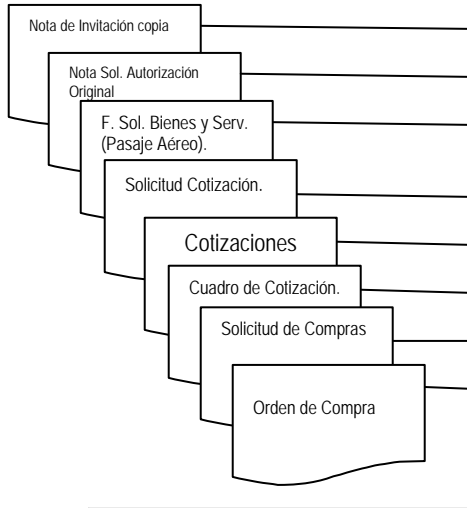 Nota de Invitación copia
Nota Sol. Autorización
Original
F. Sol. Bienes y Serv.
(Pasaje Aéreo).
Solicitud Cotización.
Cotizaciones
Cuadro de Cotización.
Solicitud de Compras
Orden de Compra